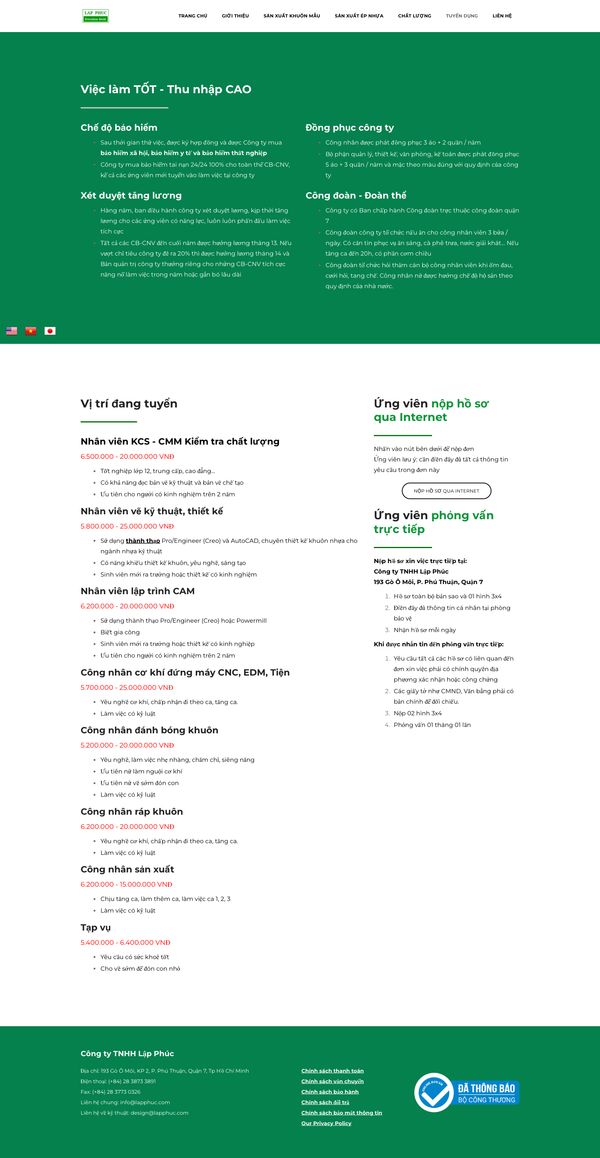 LAP PHUC
TRANG CHỦ
GIỚI THIỆU
SẢN XUẤT KHUÔN MẪU
SẢN XUẤT ÉP NHỰA
CHẤT LƯỢNG
TUYỂN DỤNG
LIÊN HỆ
Việc làm TỐT - Thu nhập CAO
Chế độ bảo hiểm
Sau thời gian thử việc, được ký hợp đồng và được Công ty mua
bảo hiểm xã hội, bảo hiểm y tế và bảo hiểm thất nghiệp
Công ty mua bảo hiểm tai nạn 24/24 100% cho toàn thể CB-CNV,
kể cả các ứng viên mới tuyển vào làm việc tại công ty
Xét duyệt tăng lương
Hàng năm, ban điều hành công ty xét duyệt lương, kịp thời tăng
lương cho các ứng viên có năng lực, luôn luôn phấn đấu làm việc
tích cực
Tất cả các CB-CNV đến cuối năm được hưởng lương tháng 13. Nếu
vượt chỉ tiêu công ty đề ra 20% thì được hưởng lương tháng 14 và
Bản quản trị công ty thưởng riêng cho những CB-CNV tích cực
năng nổ làm việc trong năm hoặc gắn bó lâu dài
Đồng phục công ty
Công nhân được phát đồng phục 3 áo + 2 quần / năm
Bộ phận quản lý, thiết kế, văn phòng, kế toán được phát đồng phục
5 áo + 3 quần / năm và mặc theo màu đúng với quy định của công
ty
Công đoàn - Đoàn thể
Công ty có Ban chấp hành Công đoàn trực thuộc công đoàn quận
7
Công đoàn công ty tổ chức nấu ăn cho công nhân viên 3 bữa /
ngày. Có căn tin phục vụ ăn sáng, cà phê trưa, nước giải khát... Nếu
tăng ca đến 20h, có phần cơm chiều
Công đoàn tổ chức hỏi thăm cán bộ công nhân viên khi ốm đau,
cưới hỏi, tang chế. Công nhân nữ được hưởng chế độ hộ sản theo
quy định của nhà nước.
Vị trí đang tuyển
Nhân viên KCS - CMM Kiểm tra chất lượng
6.500.000 - 20.000.000 VNĐ
Tốt nghiệp lớp 12, trung cấp, cao đẳng...
Có khả năng đọc bản vẽ kỹ thuật và bản vẽ chế tạo
Ưu tiên cho người có kinh nghiệm trên 2 năm
Nhân viên vẽ kỹ thuật, thiết kế
5.800.000 - 25.000.000 VNĐ
Sử dụng thành thạo Pro/Engineer (Creo) và AutoCAD, chuyên thiết kế khuôn nhựa cho
ngành nhựa kỹ thuật
Có năng khiếu thiết kế khuôn, yêu nghề, sáng tạo
Sinh viên mới ra trường hoặc thiết kế có kinh nghiệm
Nhân viên lập trình CAM
6.200.000 - 20.000.000 VNĐ
Sử dụng thành thạo Pro/Engineer (Creo) hoặc Powermill
Biết gia công
Sinh viên mới ra trường hoặc thiết kế có kinh nghiệp
Ưu tiên cho người có kinh nghiệm trên 2 năm
Công nhân cơ khí đứng máy CNC, EDM, Tiện
5.700.000 - 25.000.000 VNĐ
Yêu nghề cơ khí, chấp nhận đi theo ca, tăng ca.
Làm việc có kỷ luật
Công nhân đánh bóng khuôn
5.200.000 - 20.000.000 VNĐ
Yêu nghề, làm việc nhẹ nhàng, chăm chỉ, siêng năng
Ưu tiên nữ làm nguội cơ khí
Ưu tiên nữ về sớm đón con
Làm việc có kỷ luật
Công nhân ráp khuôn
6.200.000 - 20.000.000 VNĐ
Yêu nghề cơ khí, chấp nhận đi theo ca, tăng ca.
Làm việc có kỷ luật
Công nhân sản xuất
6.200.000 - 15.000.000 VNĐ
Chịu tăng ca, làm thêm ca, làm việc ca 1, 2, 3
Làm việc có kỷ luật
Tạp vụ
5.400.000 - 6.400.000 VNĐ
Yêu cầu có sức khoẻ tốt
Cho về sớm để đón con nhỏ
Ứng viên nộp hồ sơ
qua Internet
Nhấn vào nút bên dưới để nộp đơn
Ứng viên lưu ý: cần điền đầy đủ tất cả thông tin
yêu cầu trong đơn này
NỘP HỒ SƠ QUA INTERNET
Ứng viên phỏng vấn
trực tiếp
Nộp hồ sơ xin việc trực tiếp tại:
Công ty TNHH Lập Phúc
193 Gò Ô Môi, P. Phú Thuận, Quận 7
1. Hồ sơ toàn bộ bản sao và 01 hình 3x4
2. Điền đầy đủ thông tin cá nhân tại phòng
bảo vệ
3. Nhận hồ sơ mỗi ngày
Khi được nhắn tin đến phỏng vấn trực tiếp:
1. Yêu cầu tất cả các hồ sơ có liên quan đến
đơn xin việc phải có chính quyền địa
phương xác nhận hoặc công chứng
2. Các giấy tờ như CMND, Văn bằng phải có
bản chính để đối chiếu.
3. Nộp 02 hình 3x4
4. Phỏng vấn 01 tháng 01 lần
Công ty TNHH Lập Phúc
Địa chỉ: 193 Gò Ô Môi, KP 2, P. Phú Thuận, Quận 7, Tp Hồ Chí Minh
Điện thoại: (+84) 28 3873 3891
Fax: (+84) 28 3773 0326
Liên hệ chung: info@lapphuc.com
Liên hệ về kỹ thuật: design@lapphuc.com
Chính sách thanh toán
Chính sách vận chuyển
Chính sách bảo hành
Chính sách đổi trả
Chính sách bảo mật thông tin
Our Privacy Policy
ĐÃ THÔNG BÁO
BỘ CÔNG THƯƠNG